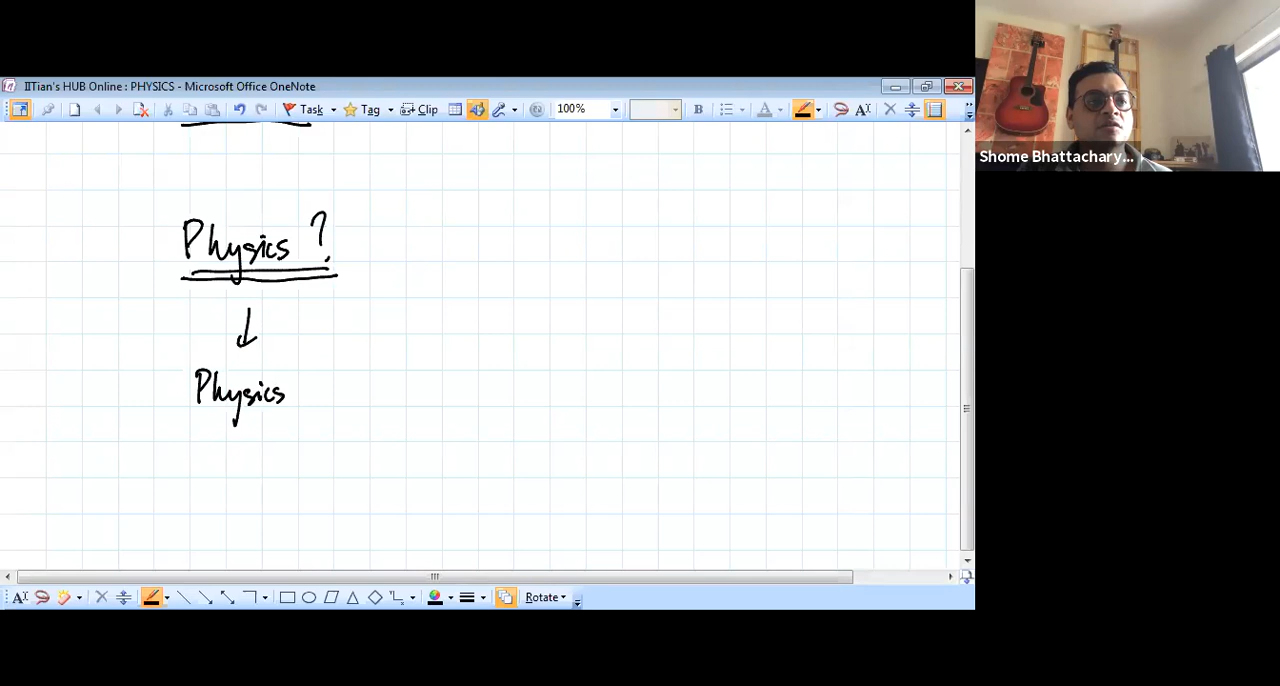 IITian's HUB Online : PHYSICS - Microsoft Office OneNote
Task Tag Clip 100% B
Shome Bhattachary...
Physics ?
Physics
Rotate